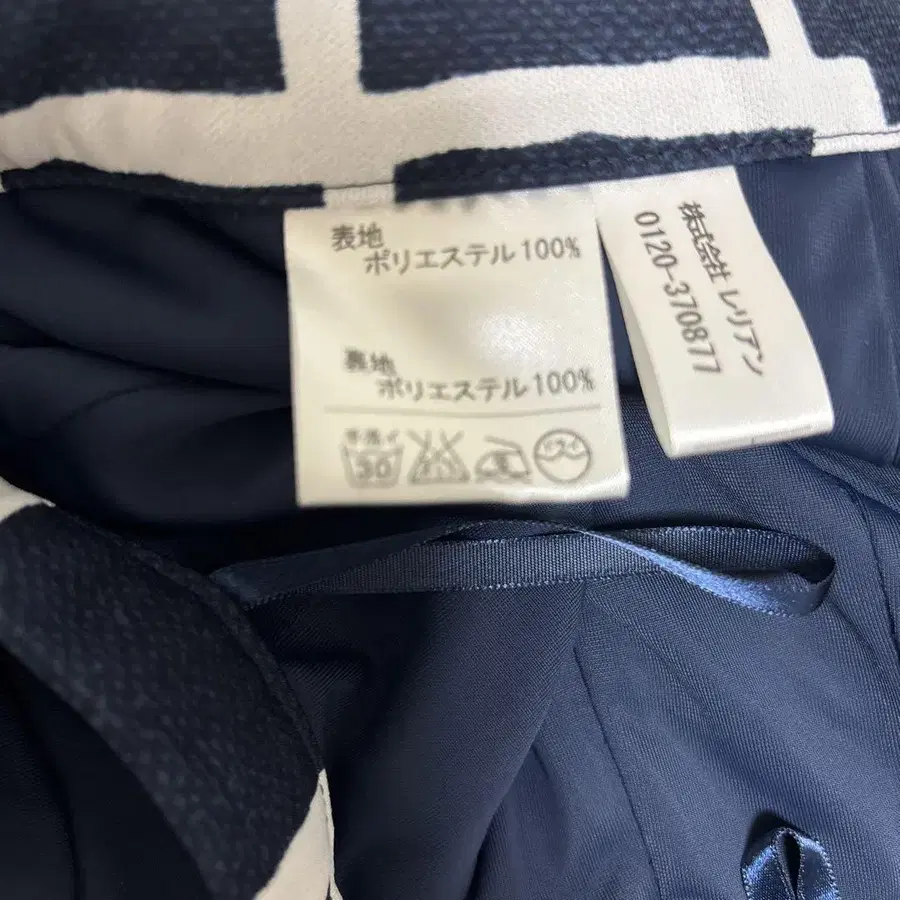 表地
ポリエステル100%
裏地
ポリエステル100%
手洗イ
30
株式会社 レリアン
0120-370877